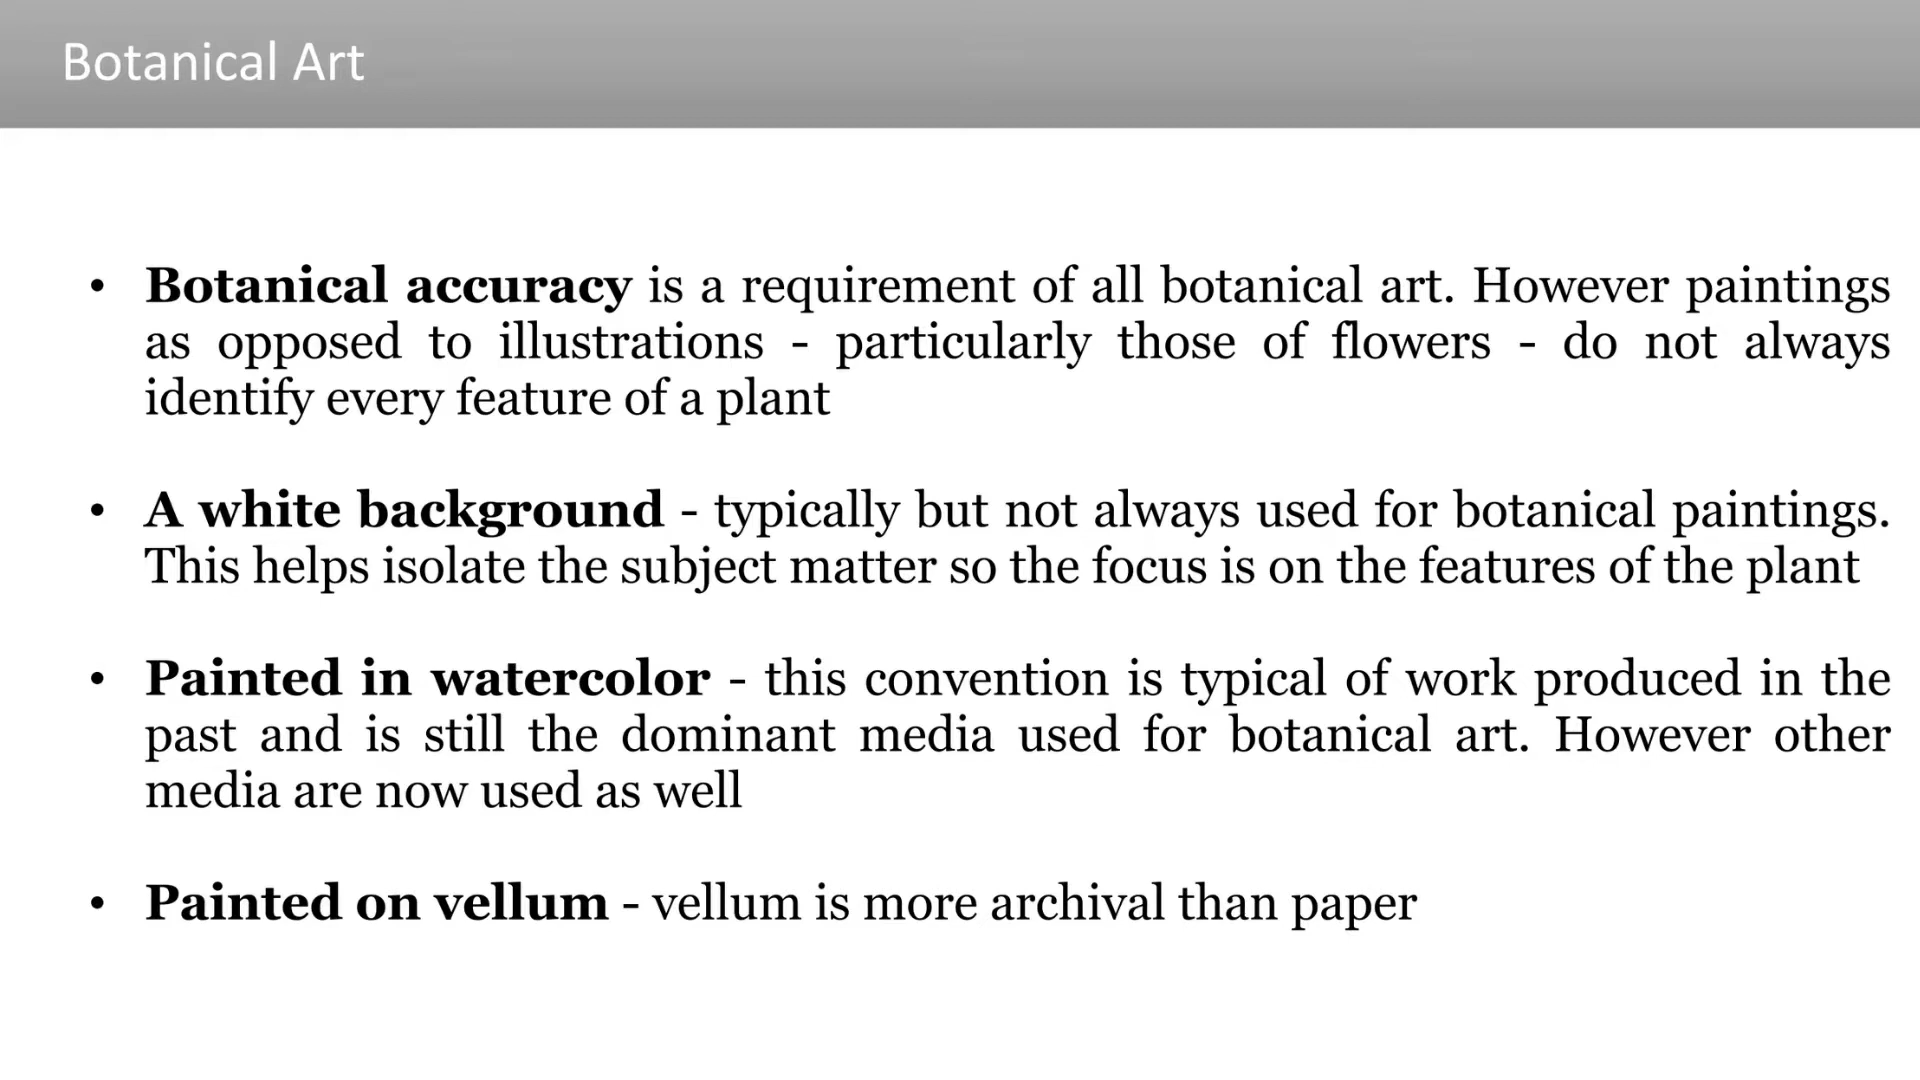 Botanical Art
• Botanical accuracy is a requirement of all botanical art. However paintings
as opposed to illustrations - particularly those of flowers - do not always
identify every feature of a plant
• A white background - typically but not always used for botanical paintings.
This helps isolate the subject matter so the focus is on the features of the plant
• Painted in watercolor - this convention is typical of work produced in the
past and is still the dominant media used for botanical art. However other
media are now used as well
• Painted on vellum - vellum is more archival than paper